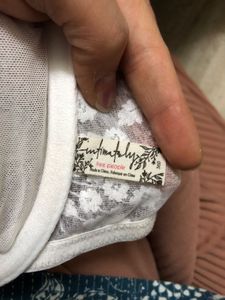 intimately
free people
Made in China, Fabriqué en Chine